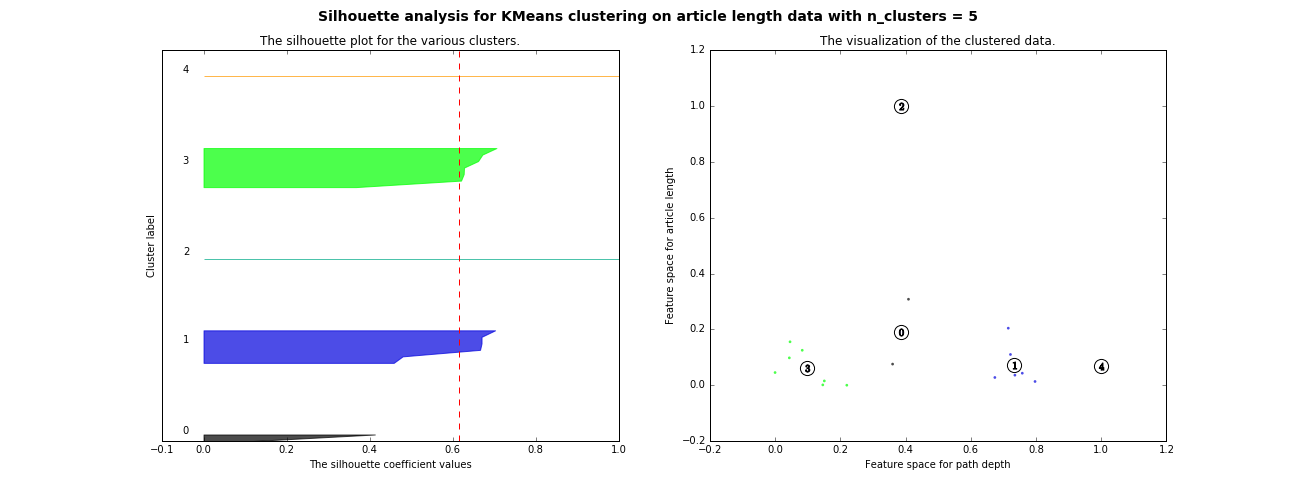 Silhouette analysis for KMeans clustering on article length data with n_clusters = 5
The silhouette plot for the various clusters.
4
3
2
1
0
Cluster label
−0.1 0.0 0.2 0.4 0.6 0.8 1.0
The silhouette coefficient values
The visualization of the clustered data.
1.2
1.0
0.8
0.6
0.4
0.2
0.0
−0.2
Feature space for article length
2
0
3
1
4
−0.2 0.0 0.2 0.4 0.6 0.8 1.0 1.2
Feature space for path depth